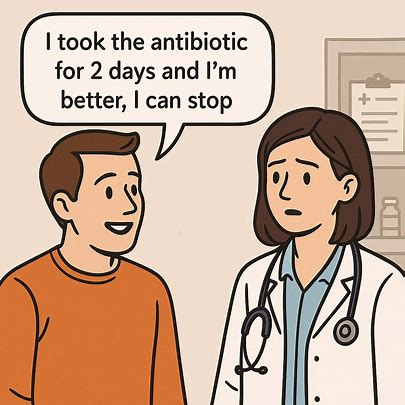 I took the antibiotic
for 2 days and I’m
better, I can stop